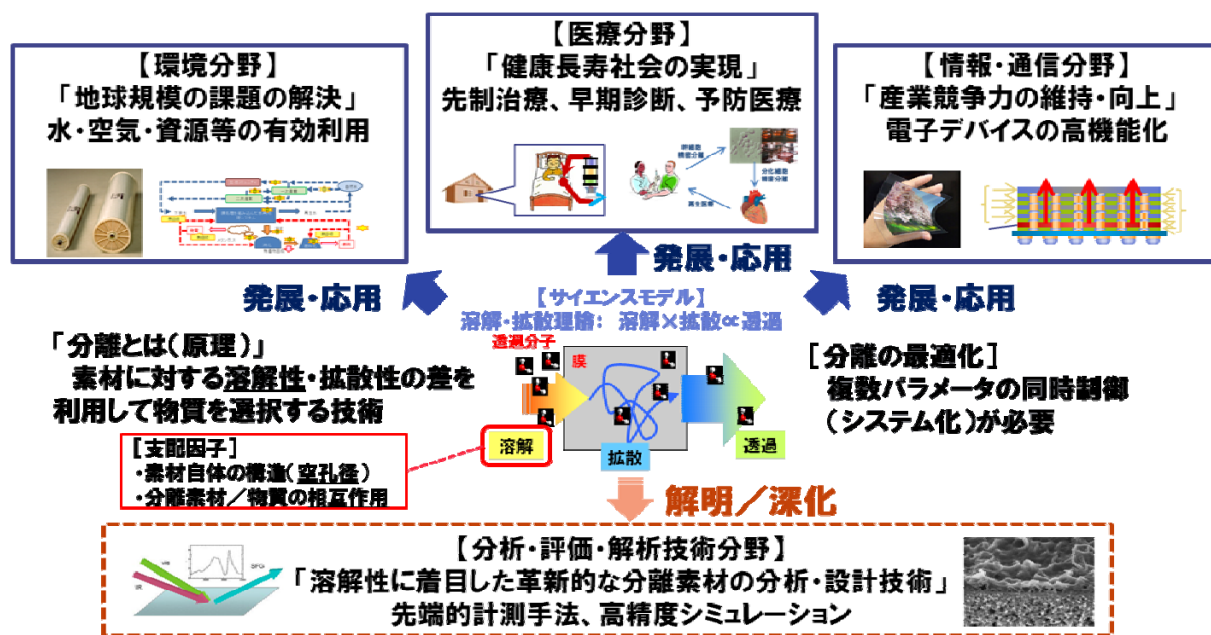 【環境分野】
「地球規模の課題の解決」
水・空気・資源等の有効利用
【医療分野】
「健康長寿社会の実現」
先制治療、早期診断、予防医療
再生医療
【情報・通信分野】
「産業競争力の維持・向上」
電子デバイスの高機能化
発展・応用
発展・応用
発展・応用
【サイエンスモデル】
溶解・拡散理論： 溶解×拡散∝透過
「分離とは（原理）」
素材に対する溶解性・拡散性の差を
利用して物質を選択する技術
［支配因子］
・素材自体の構造（空孔径）
・分離素材／物質の相互作用
透過分子
膜
溶解
拡散
透過
［分離の最適化］
複数パラメータの同時制御
（システム化）が必要
解明／深化
【分析・評価・解析技術分野】
「溶解性に着目した革新的な分離素材の分析・設計技術」
先端的計測手法、高精度シミュレーション